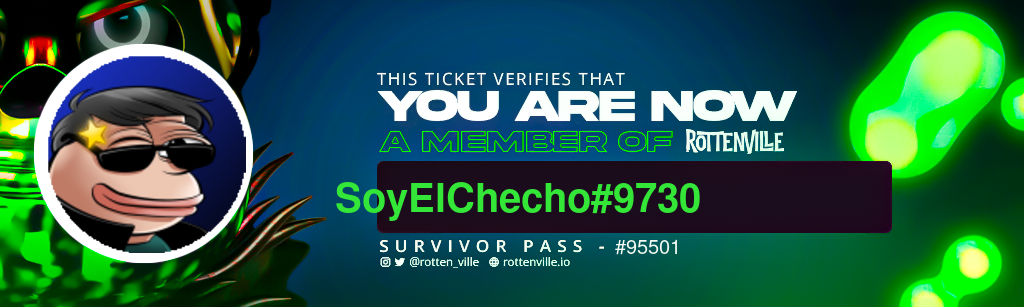 THIS TICKET VERIFIES THAT
YOU ARE NOW
A MEMBER OF ROTTENVILLE
SoyElChecho#9730
SURVIVOR PASS - #95501
@rotten_ville rottenville.io